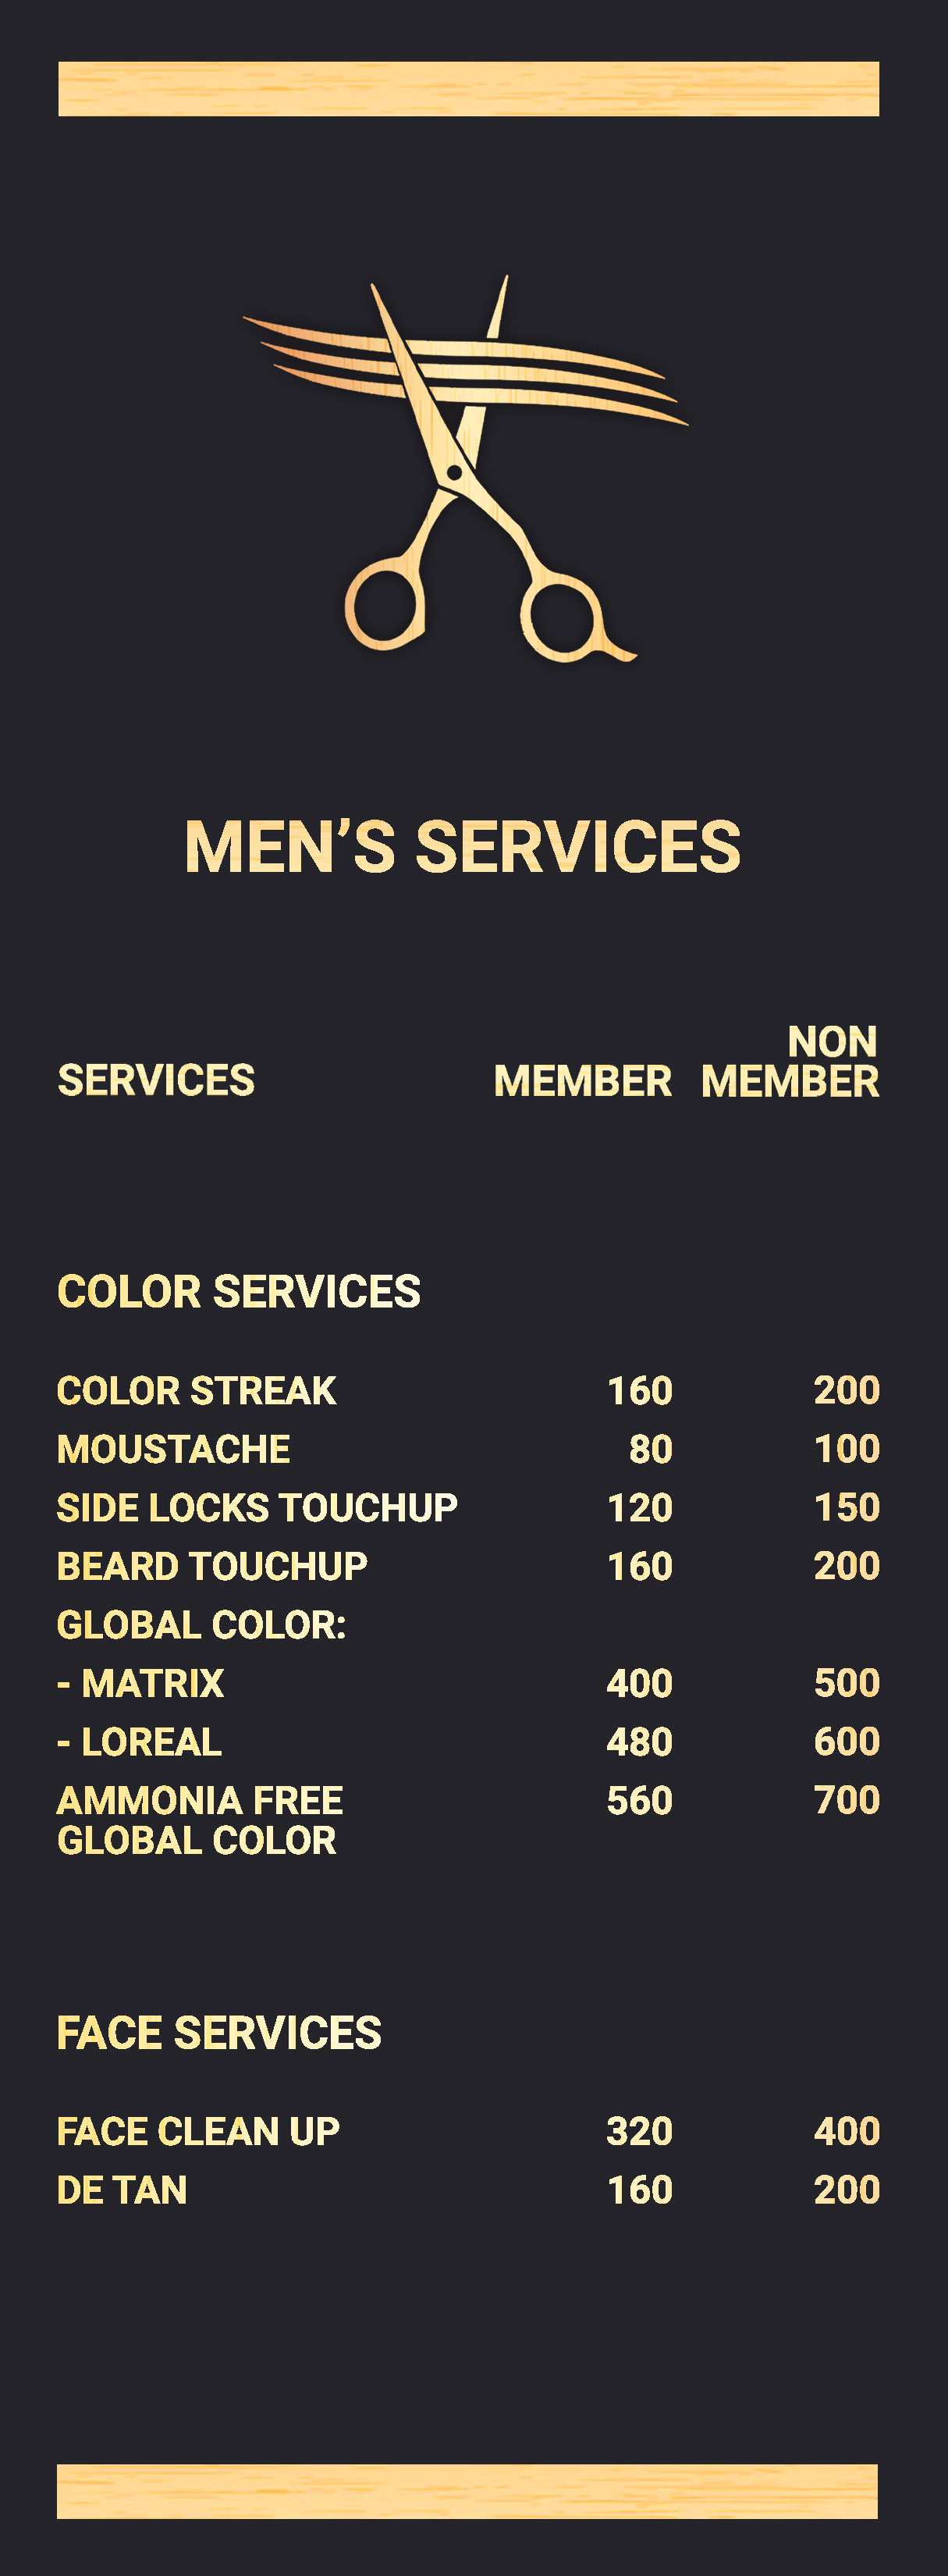 MEN’S SERVICES
SERVICES MEMBER NON MEMBER
COLOR SERVICES
COLOR STREAK 160 200
MOUSTACHE 80 100
SIDE LOCKS TOUCHUP 120 150
BEARD TOUCHUP 160 200
GLOBAL COLOR:
- MATRIX 400 500
- LOREAL 480 600
AMMONIA FREE 560 700
GLOBAL COLOR
FACE SERVICES
FACE CLEAN UP 320 400
DE TAN 160 200